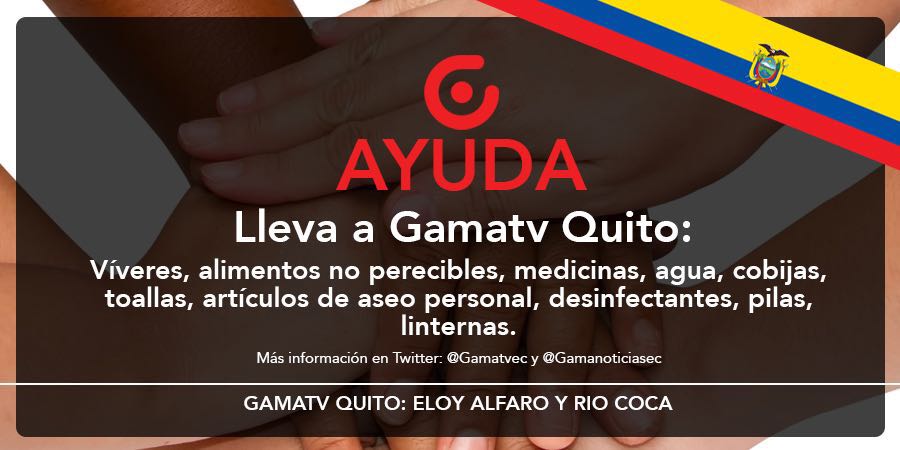 AYUDA
Lleva a Gamatv Quito:
Víveres, alimentos no perecibles, medicinas, agua, cobijas,
toallas, artículos de aseo personal, desinfectantes, pilas,
linternas.
Más información en Twitter: @Gamatvec y @Gamanoticiasec
GAMATV QUITO: ELOY ALFARO Y RIO COCA